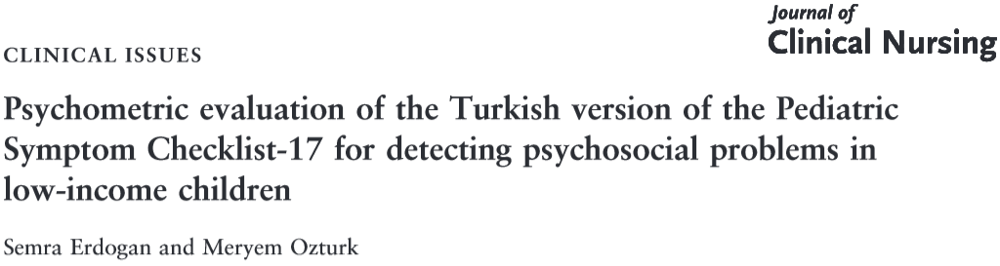 Journal of
Clinical Nursing
CLINICAL ISSUES
Psychometric evaluation of the Turkish version of the Pediatric
Symptom Checklist-17 for detecting psychosocial problems in
low-income children
Semra Erdogan and Meryem Ozturk